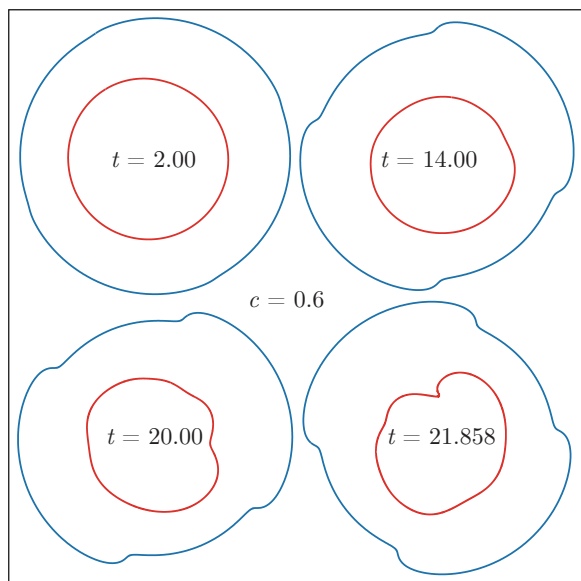 t = 2.00
t = 14.00
c = 0.6
t = 20.00
t = 21.858